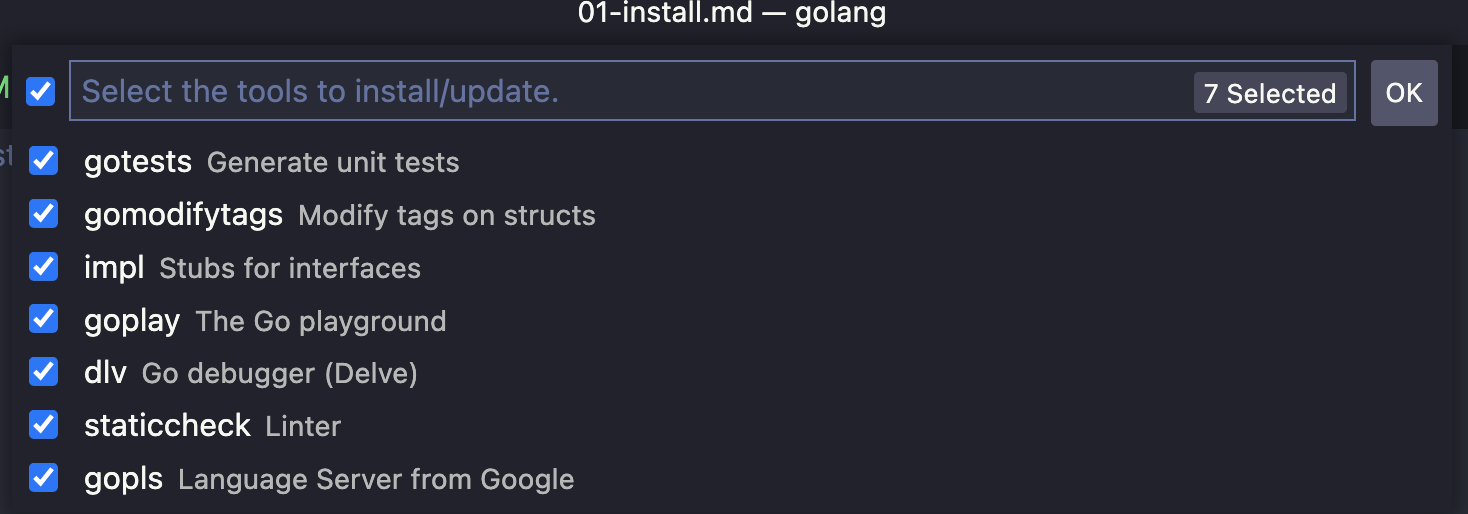 01-install.md — golang
Select the tools to install/update. 7 Selected OK
gotests Generate unit tests
gomodifytags Modify tags on structs
impl Stubs for interfaces
goplay The Go playground
dlv Go debugger (Delve)
staticcheck Linter
gopls Language Server from Google